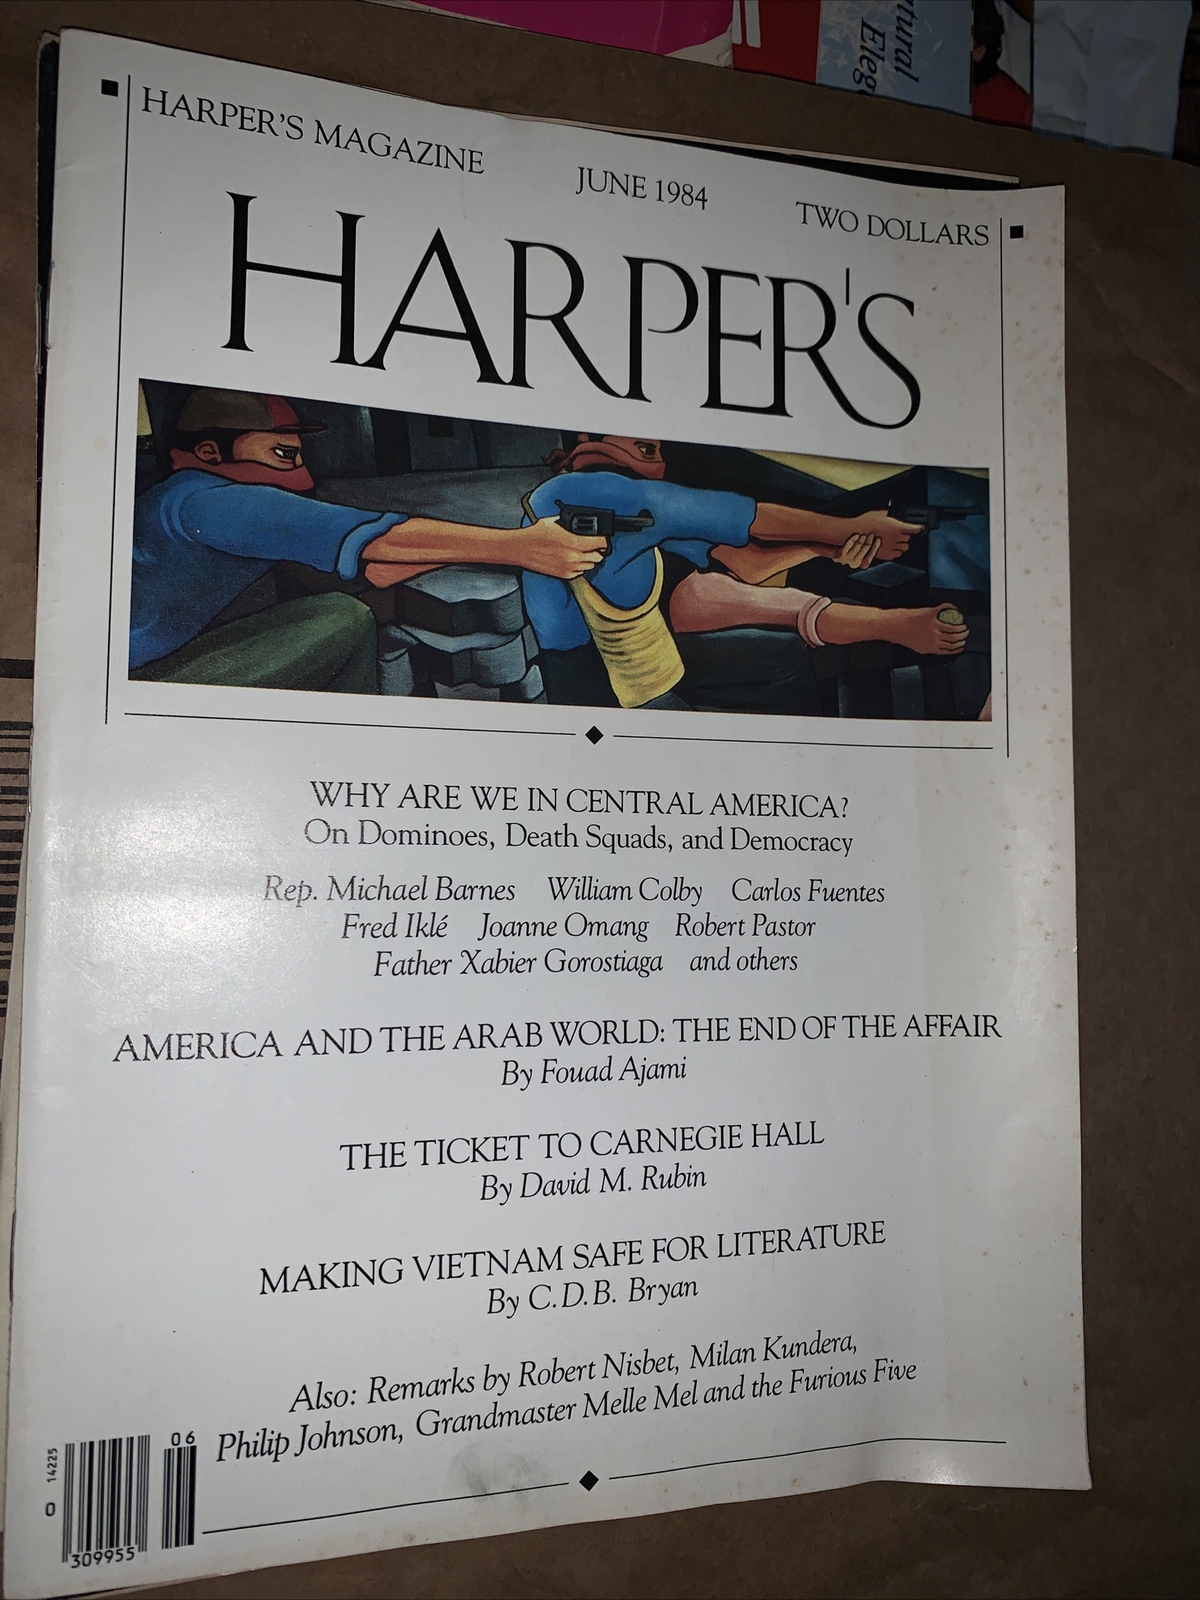 tural
Eleg
HARPER'S MAGAZINE JUNE 1984 TWO DOLLARS
HARPER'S
WHY ARE WE IN CENTRAL AMERICA?
On Dominoes, Death Squads, and Democracy
Rep. Michael Barnes William Colby Carlos Fuentes
Fred Iklé Joanne Omang Robert Pastor
Father Xabier Gorostiaga and others
AMERICA AND THE ARAB WORLD: THE END OF THE AFFAIR
By Fouad Ajami
THE TICKET TO CARNEGIE HALL
By David M. Rubin
MAKING VIETNAM SAFE FOR LITERATURE
By C.D.B. Bryan
Also: Remarks by Robert Nisbet, Milan Kundera,
Philip Johnson, Grandmaster Melle Mel and the Furious Five
06
14225
0
309955